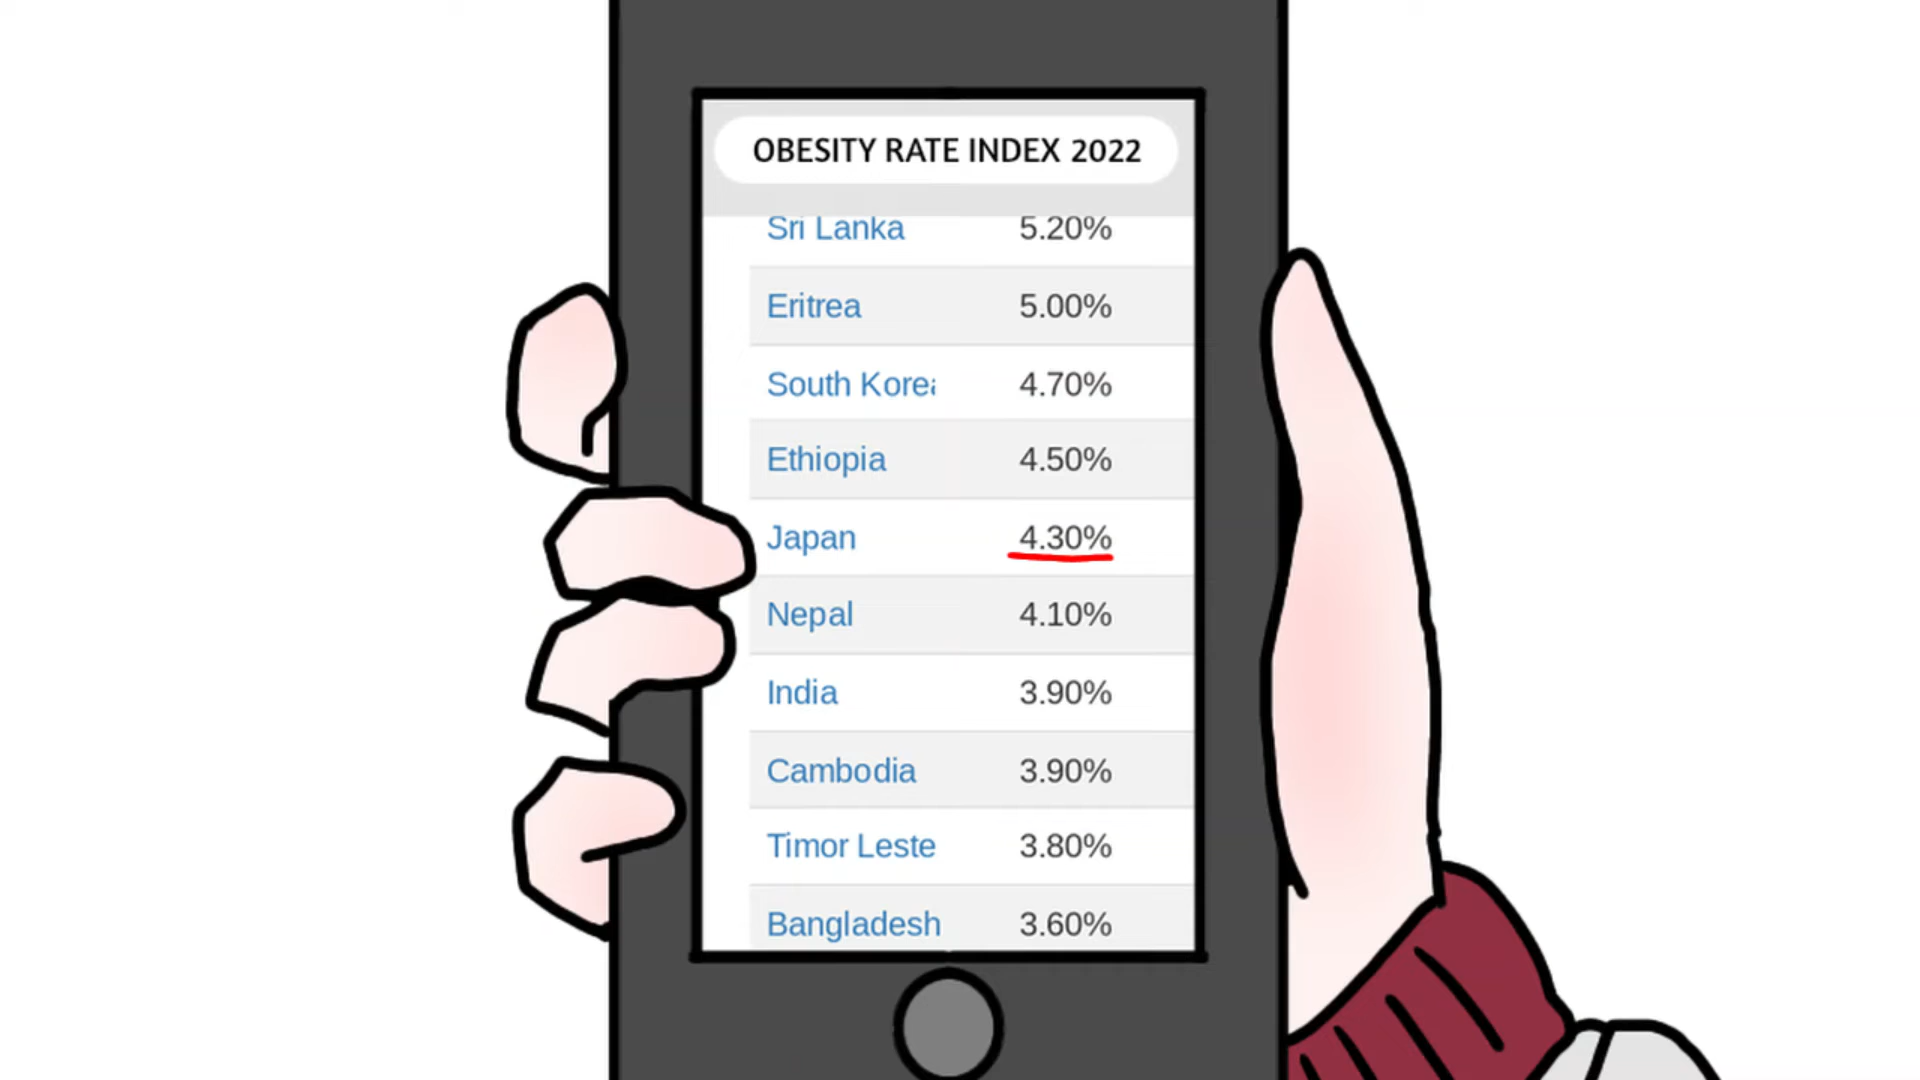 OBESITY RATE INDEX 2022
Sri Lanka 5.20%
Eritrea 5.00%
South Korea 4.70%
Ethiopia 4.50%
Japan 4.30%
Nepal 4.10%
India 3.90%
Cambodia 3.90%
Timor Leste 3.80%
Bangladesh 3.60%